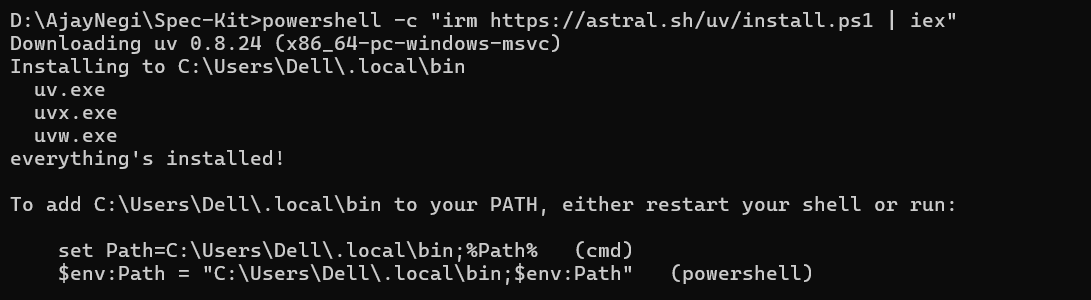 D:\AjayNegi\Spec-Kit>powershell -c "irm https://astral.sh/uv/install.ps1 | iex"
Downloading uv 0.8.24 (x86_64-pc-windows-msvc)
Installing to C:\Users\Dell\.local\bin
  uv.exe
  uvx.exe
  uvw.exe
everything's installed!

To add C:\Users\Dell\.local\bin to your PATH, either restart your shell or run:

    set Path=C:\Users\Dell\.local\bin;%Path%   (cmd)
    $env:Path = "C:\Users\Dell\.local\bin;$env:Path"   (powershell)